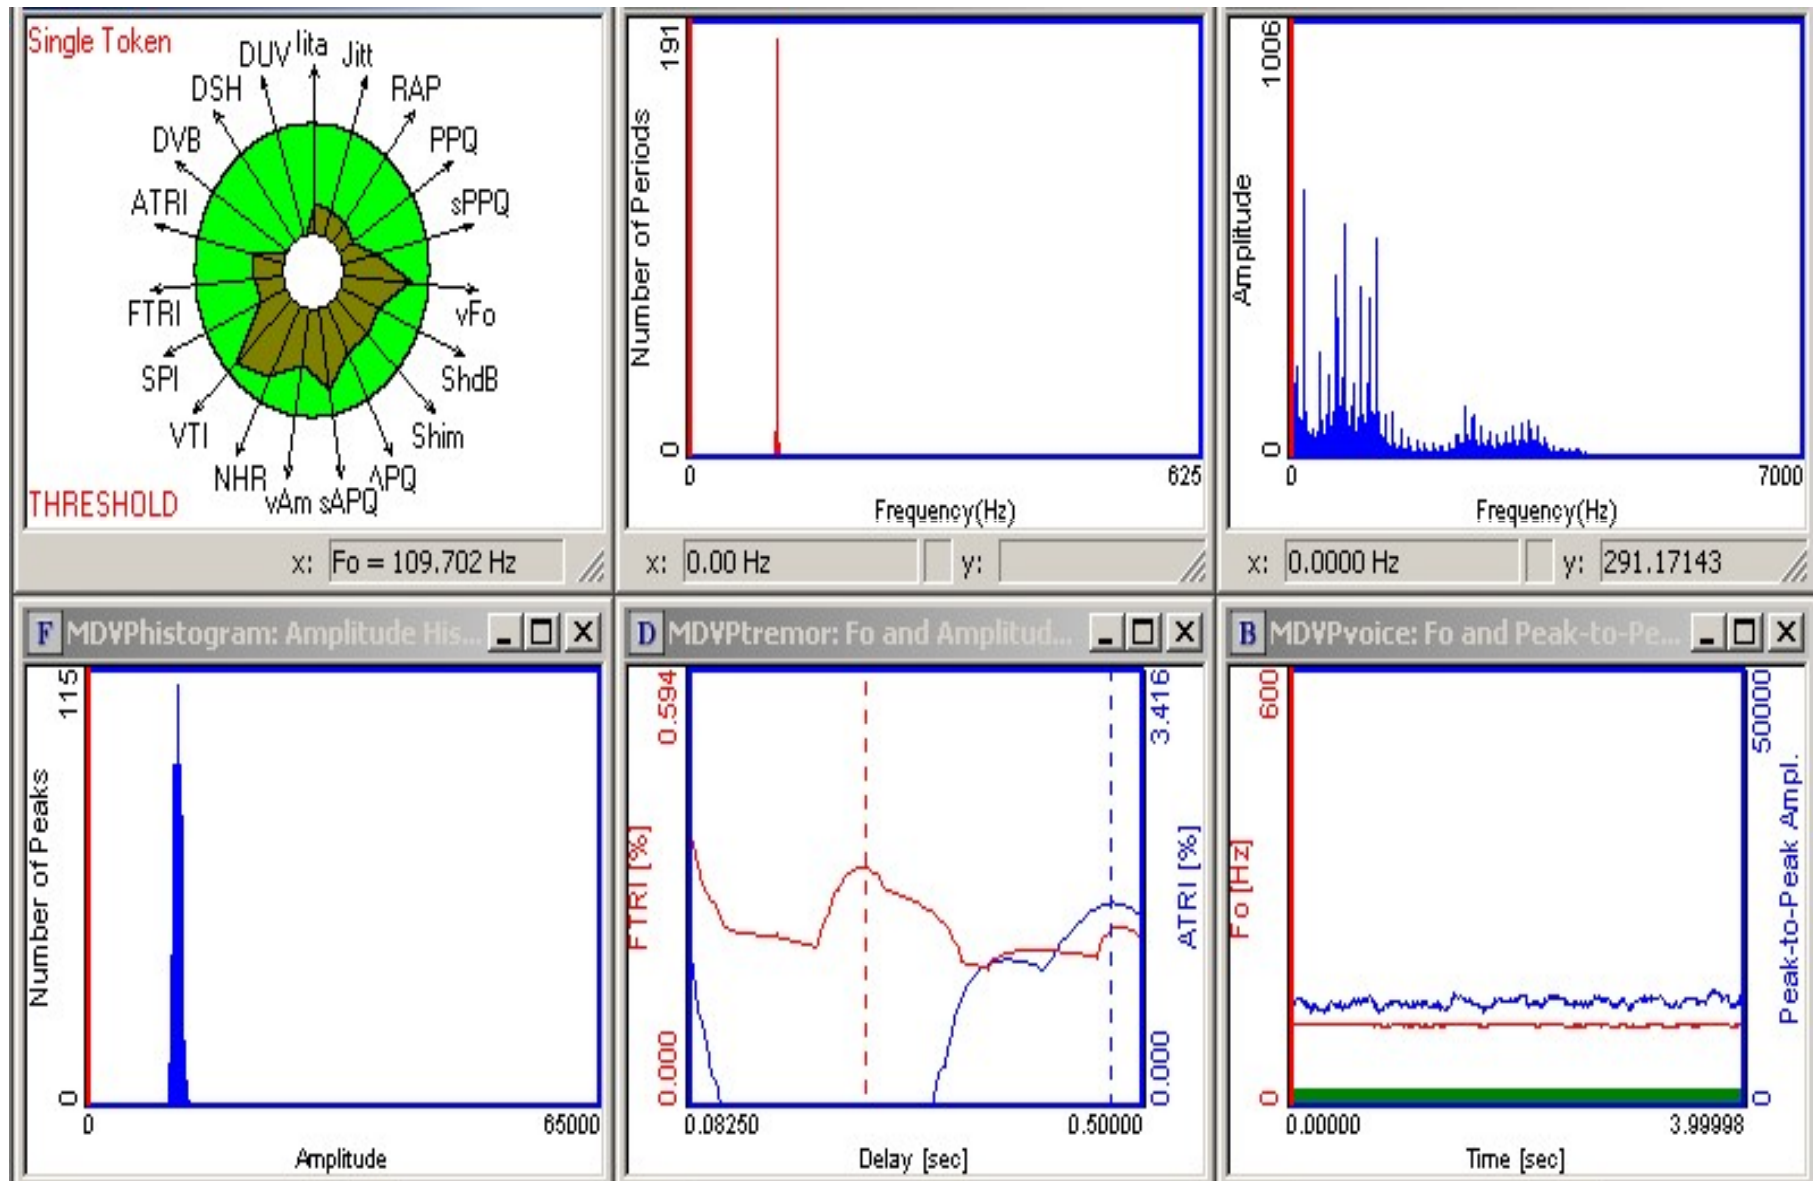 Single Token
Jita
DUV
Jitt
DSH
RAP
DVB
PPQ
ATRI
sPPQ
FTRI
vFo
SPI
ShdB
VTI
Shim
NHR
APQ
vAm
sAPQ
THRESHOLD
x: Fo = 109.702 Hz
191
Number of Periods
0
0
625
Frequency(Hz)
x: 0.00 Hz
y:
1006
Amplitude
0
0
7000
Frequency(Hz)
x: 0.0000 Hz
y: 291.17143
F MDVPhistogram: Amplitude His...
115
Number of Peaks
0
0
65000
Amplitude
D MDVPtremor: Fo and Amplitud...
0.594
FTRI [%]
0.000
3.416
ATRI [%]
0.000
0.08250
0.50000
Delay [sec]
B MDVPvoice: Fo and Peak-to-Pe...
600
Fo [Hz]
0
50000
Peak-to-Peak Ampl.
0
0.00000
3.99998
Time [sec]